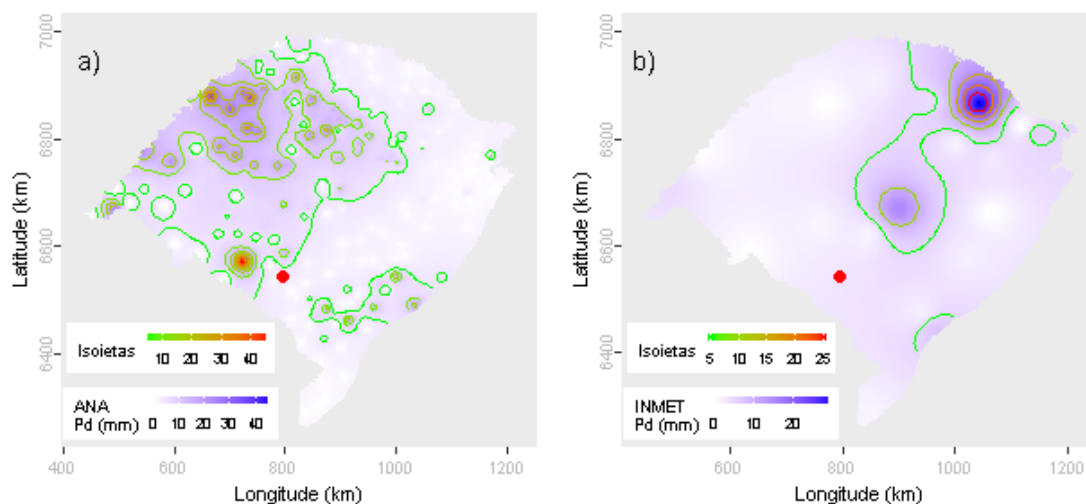 a)
7000
6800
6600
6400
Latitude (km)
Isoietas
10 20 30 40
ANA
Pd (mm)
0 10 20 30 40
400 600 800 1000 1200
Longitude (km)
b)
7000
6800
6600
6400
Latitude (km)
Isoietas
5 10 15 20 25
INMET
Pd (mm)
0 10 20
600 800 1000 1200
Longitude (km)